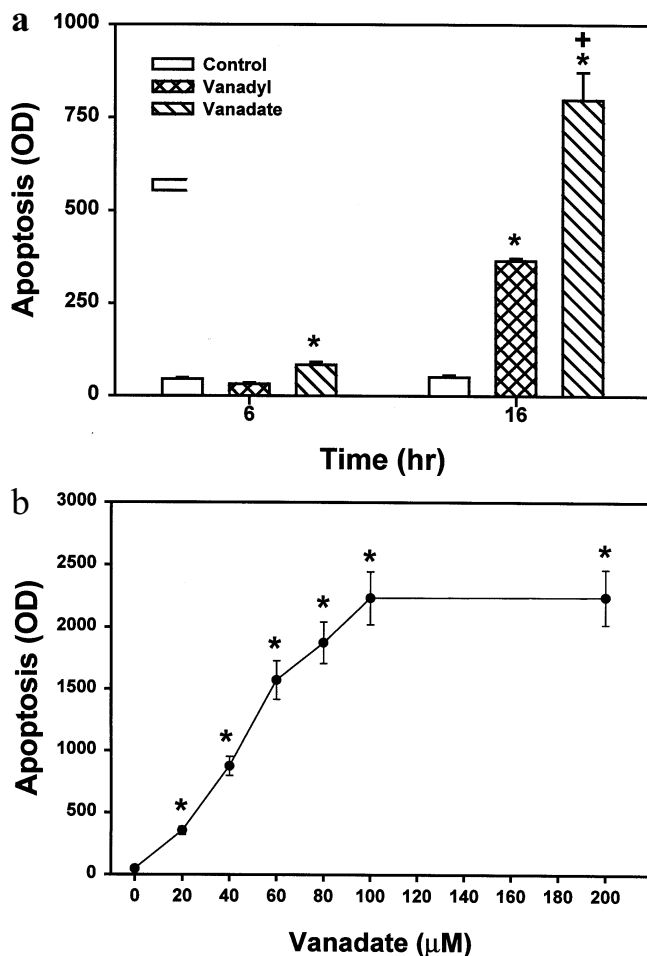 a
1000
750
500
250
0
Apoptosis (OD)
Control
Vanadyl
Vanadate
*
*
+
*
6
16
Time (hr)
b
3000
2500
2000
1500
1000
500
0
Apoptosis (OD)
*
*
*
*
*
*
0 20 40 60 80 100 120 140 160 180 200
Vanadate (μM)